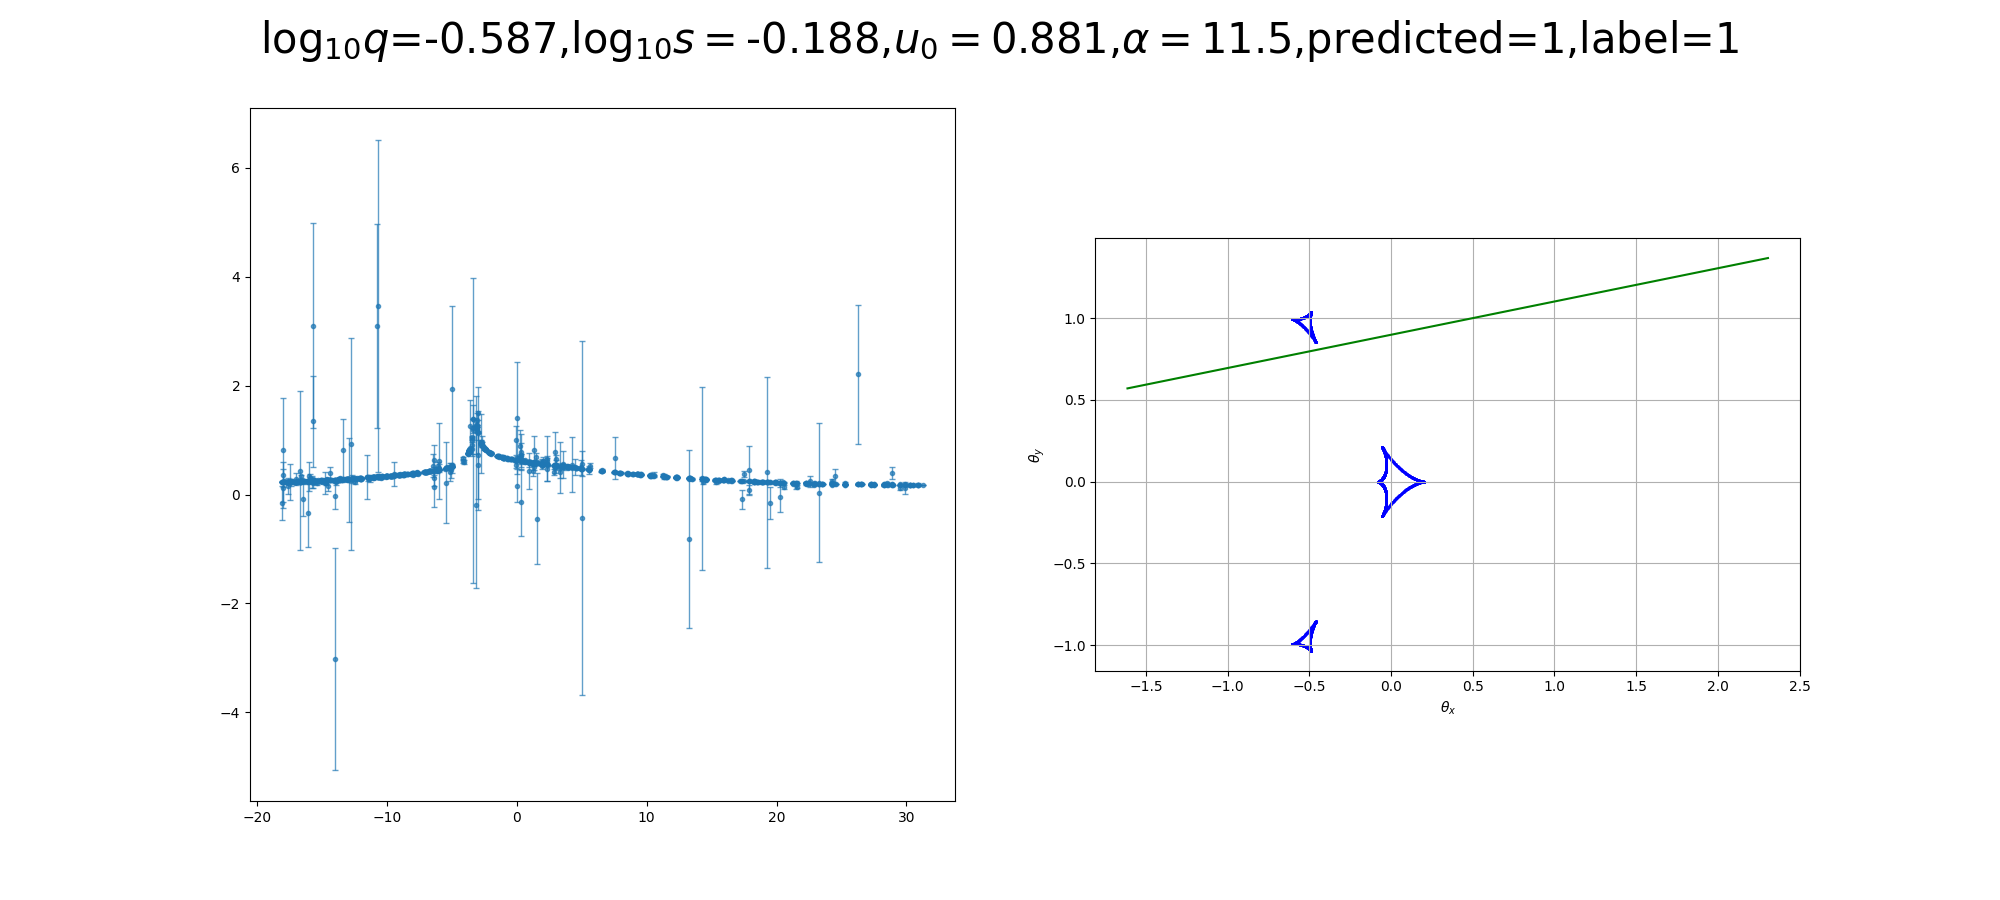 log₁₀q=-0.587,log₁₀s = -0.188,u₀ = 0.881,α = 11.5,predicted=1,label=1
6
4
2
0
−2
−4
−20 −10 0 10 20 30
1.0
0.5
0.0
−0.5
−1.0
θy
−1.5 −1.0 −0.5 0.0 0.5 1.0 1.5 2.0 2.5
θx